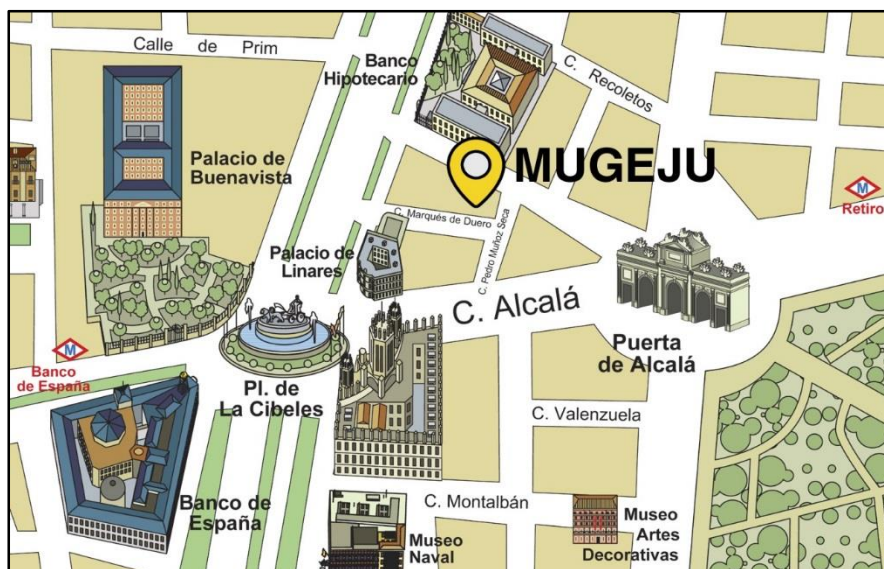 Calle de Prim
Banco
Hipotecario
C. Recoletos
Palacio de
Buenavista
MUGEJU
M
Retiro
C. Marqués de Duero
C. Pedro Muñoz Seca
Palacio de
Linares
C. Alcalá
Puerta
de Alcalá
M
Banco
de España
Pl. de
La Cibeles
C. Valenzuela
Banco de
España
C. Montalbán
Museo
Naval
Museo
Artes
Decorativas